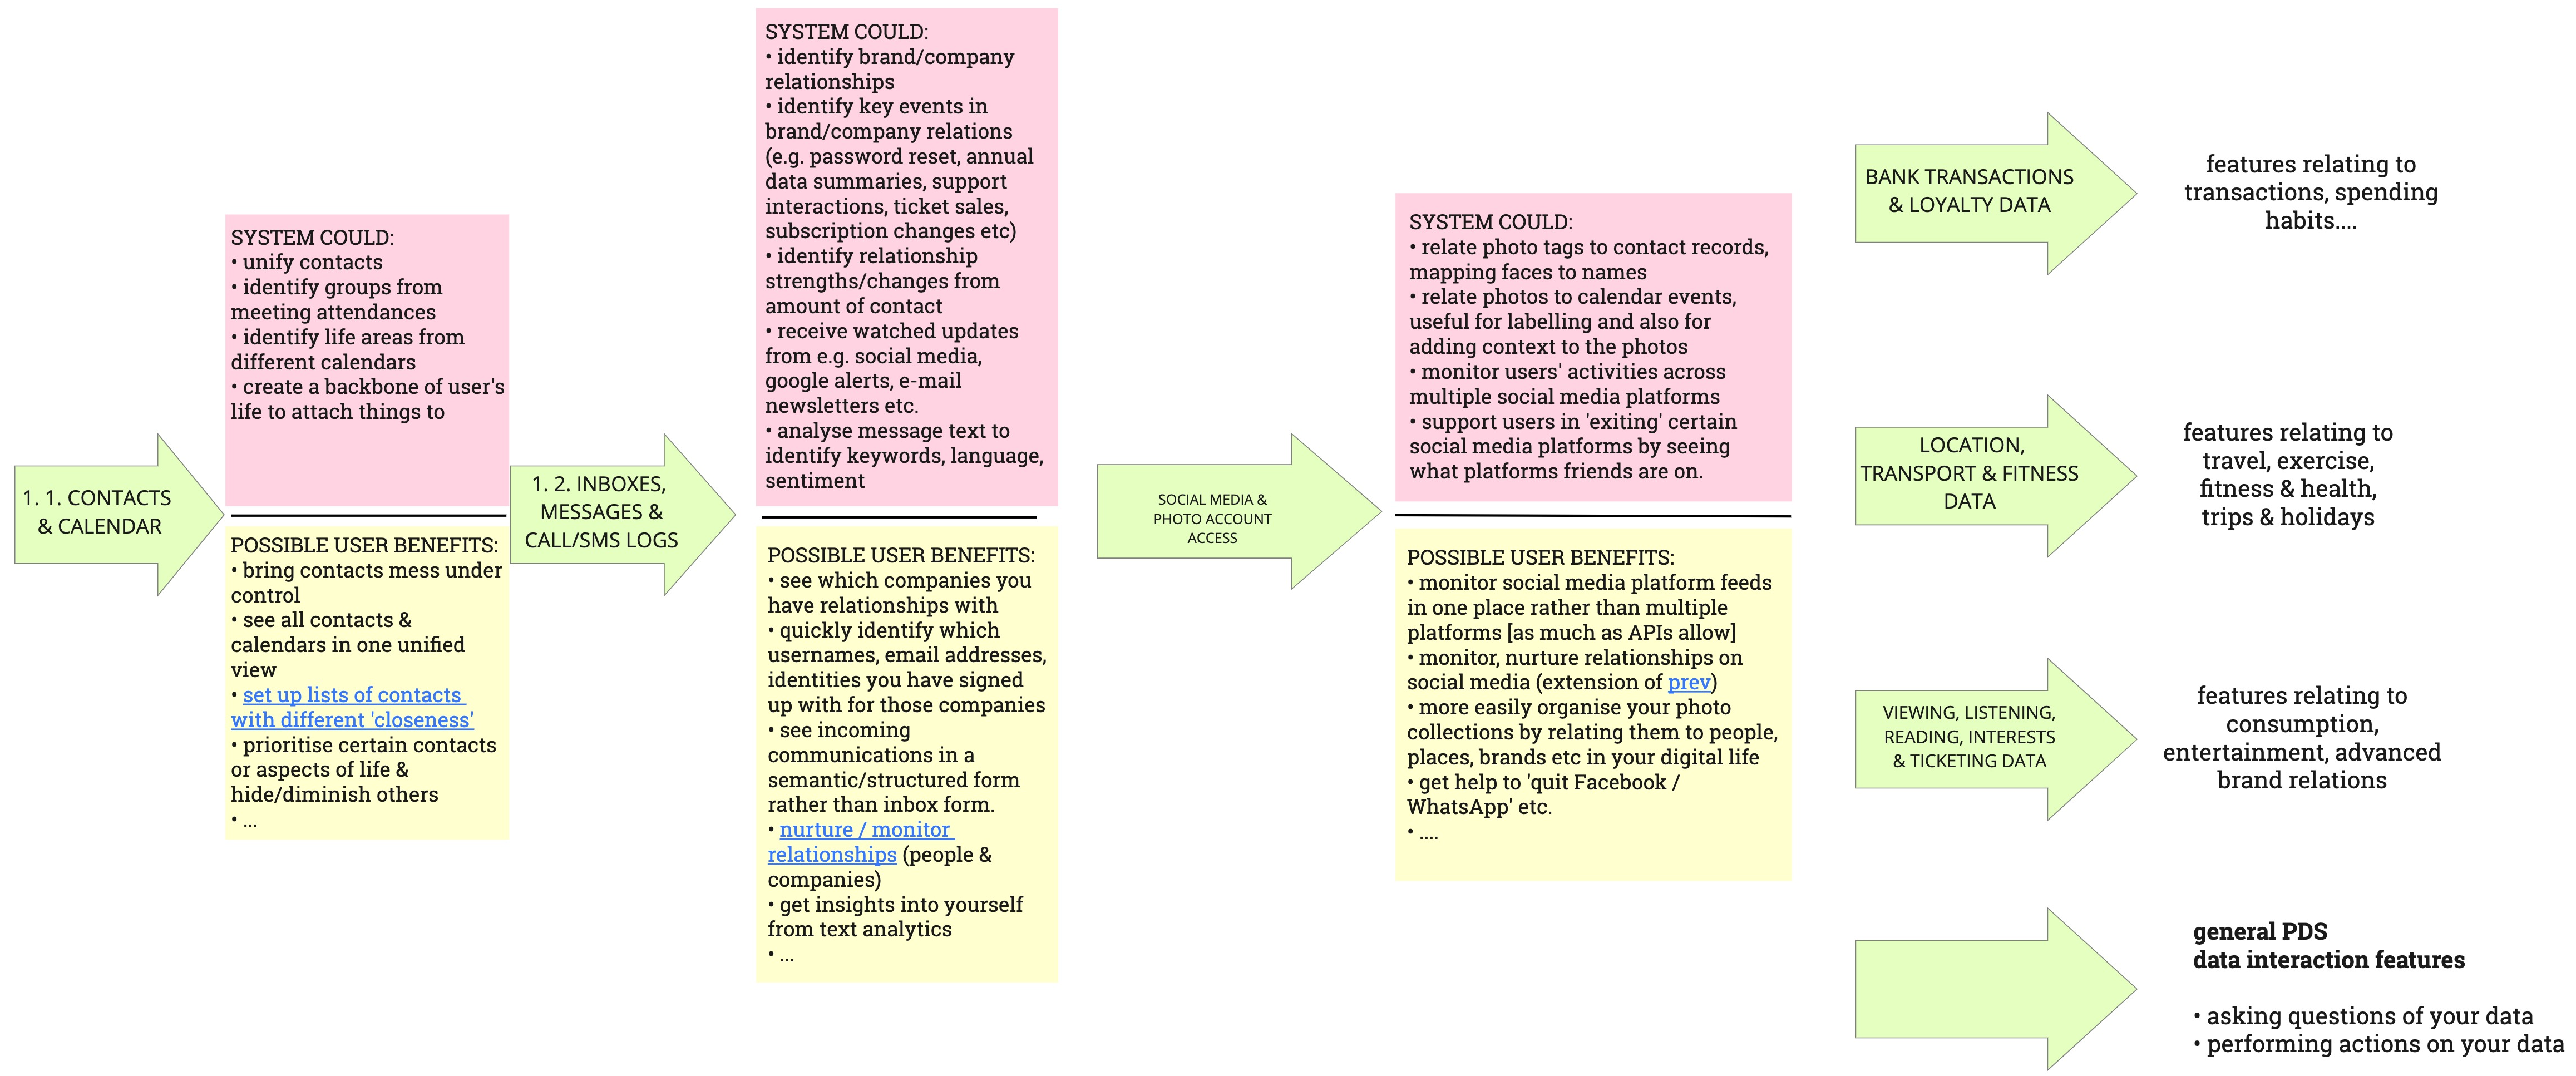 1. 1. CONTACTS
& CALENDAR
SYSTEM COULD:
• unify contacts
• identify groups from
meeting attendances
• identify life areas from
different calendars
• create a backbone of user's
life to attach things to
POSSIBLE USER BENEFITS:
• bring contacts mess under
control
• see all contacts &
calendars in one unified
view
• set up lists of contacts
with different 'closeness'
• prioritise certain contacts
or aspects of life &
hide/diminish others
• ...
1. 2. INBOXES,
MESSAGES &
CALL/SMS LOGS
SYSTEM COULD:
• identify brand/company
relationships
• identify key events in
brand/company relations
(e.g. password reset, annual
data summaries, support
interactions, ticket sales,
subscription changes etc)
• identify relationship
strengths/changes from
amount of contact
• receive watched updates
from e.g. social media,
google alerts, e-mail
newsletters etc.
• analyse message text to
identify keywords, language,
sentiment
POSSIBLE USER BENEFITS:
• see which companies you
have relationships with
• quickly identify which
usernames, email addresses,
identities you have signed
up with for those companies
• see incoming
communications in a
semantic/structured form
rather than inbox form.
• nurture / monitor
relationships (people &
companies)
• get insights into yourself
from text analytics
• ...
SOCIAL MEDIA &
PHOTO ACCOUNT
ACCESS
SYSTEM COULD:
• relate photo tags to contact records,
mapping faces to names
• relate photos to calendar events,
useful for labelling and also for
adding context to the photos
• monitor users' activities across
multiple social media platforms
• support users in 'exiting' certain
social media platforms by seeing
what platforms friends are on.
POSSIBLE USER BENEFITS:
• monitor social media platform feeds
in one place rather than multiple
platforms [as much as APIs allow]
• monitor, nurture relationships on
social media (extension of prev)
• more easily organise your photo
collections by relating them to people,
places, brands etc in your digital life
• get help to 'quit Facebook /
WhatsApp' etc.
• ....
BANK TRANSACTIONS
& LOYALTY DATA
features relating to
transactions, spending
habits....
LOCATION,
TRANSPORT & FITNESS
DATA
features relating to
travel, exercise,
fitness & health,
trips & holidays
VIEWING, LISTENING,
READING, INTERESTS
& TICKETING DATA
features relating to
consumption,
entertainment, advanced
brand relations
general PDS
data interaction features
• asking questions of your data
• performing actions on your data